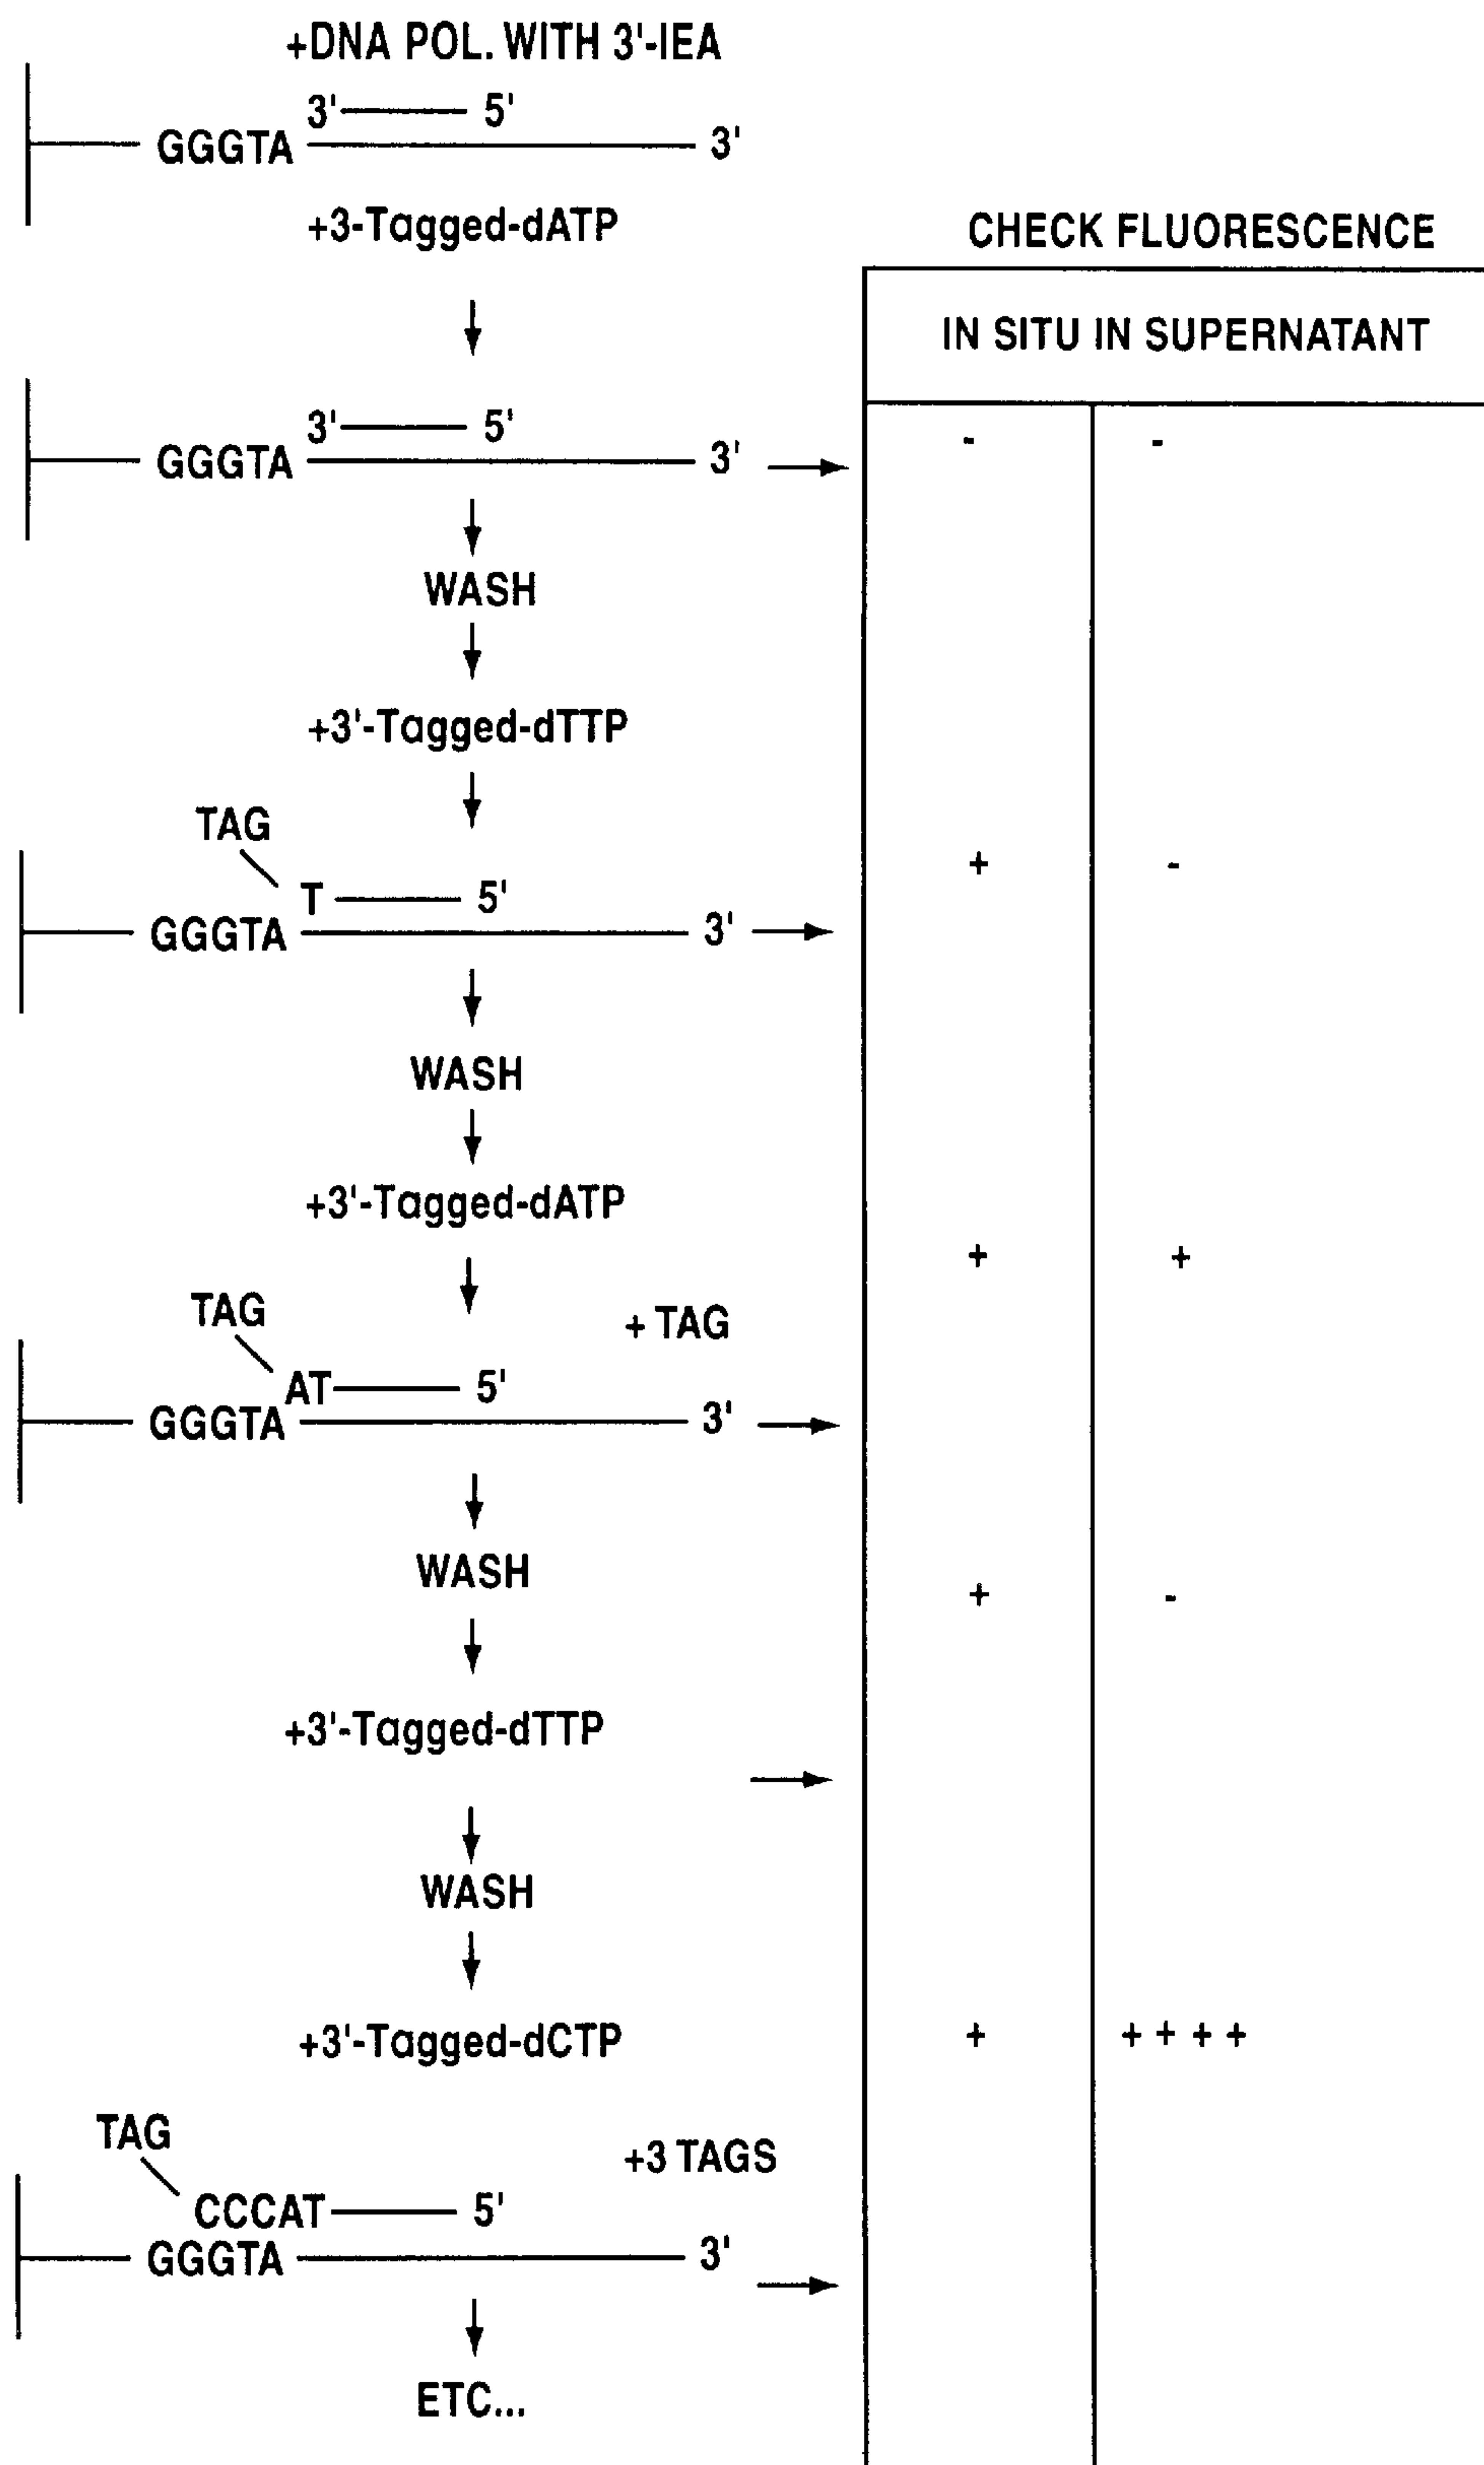 +DNA POL. WITH 3'-IEA
3' 5'
GGGTA 3'
+3-Tagged-dATP
CHECK FLUORESCENCE
IN SITU IN SUPERNATANT
3' 5'
GGGTA 3'
- -
WASH
+3'-Tagged-dTTP
TAG
+ -
T 5'
GGGTA 3'
WASH
+3'-Tagged-dATP
+ +
TAG
+ TAG
AT 5'
GGGTA 3'
WASH
+ -
+3'-Tagged-dTTP
WASH
+3'-Tagged-dCTP
+ + + + +
TAG
+3 TAGS
CCCAT 5'
GGGTA 3'
ETC...